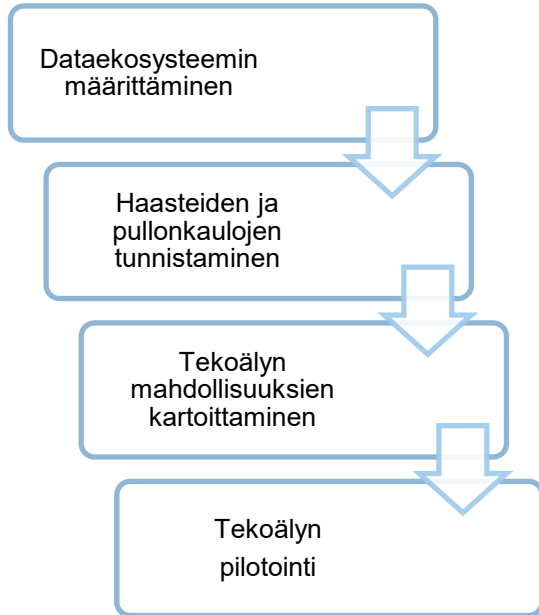 Dataekosysteemin
määrittäminen
Haasteiden ja
pullonkaulojen
tunnistaminen
Tekoälyn
mahdollisuuksien
kartoittaminen
Tekoälyn
pilotointi